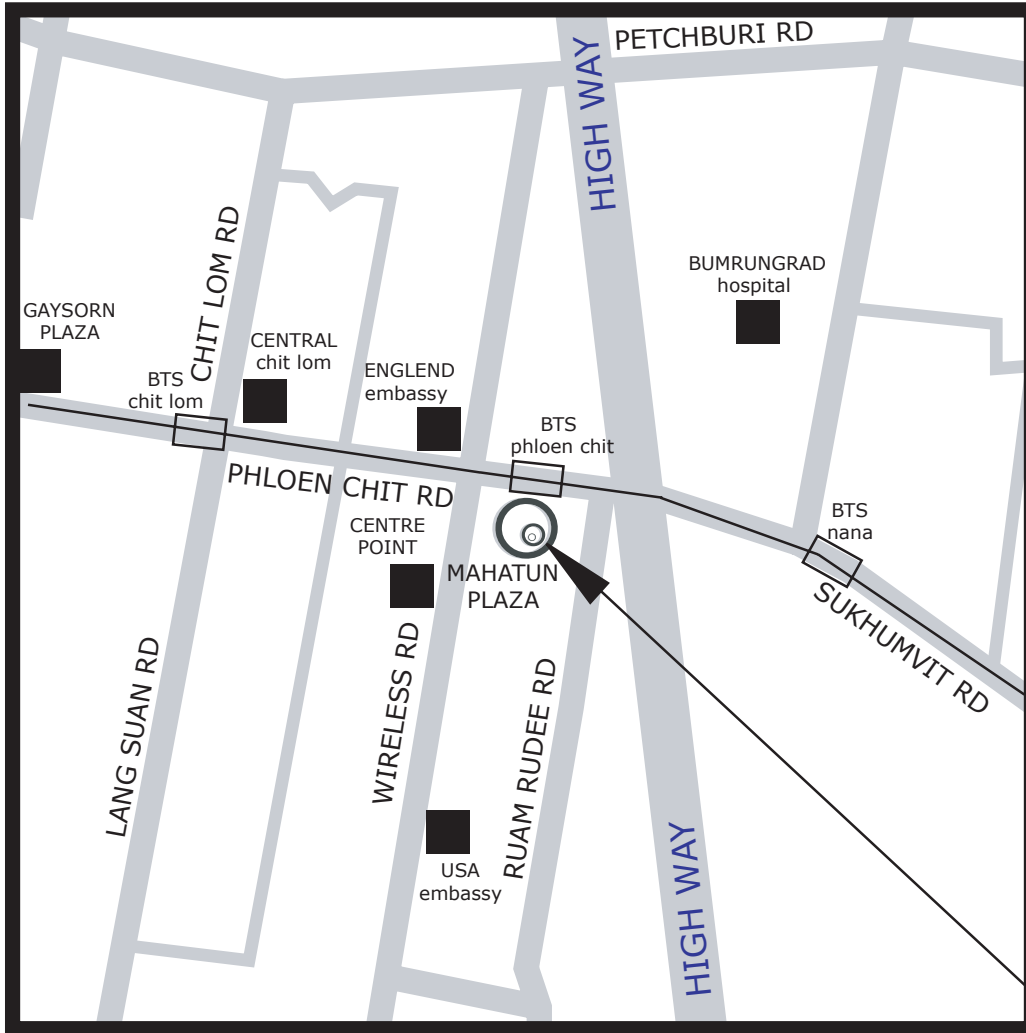 PETCHBURI RD
HIGH WAY
CHIT LOM RD
BUMRUNGRAD
hospital
GAYSORN
PLAZA
CENTRAL
chit lom
BTS
chit lom
ENGLEND
embassy
BTS
phloen chit
PHLOEN CHIT RD
CENTRE
POINT
BTS
nana
MAHATUN
PLAZA
SUKHUMVIT RD
LANG SUAN RD
WIRELESS RD
RUAM RUDEE RD
HIGH WAY
USA
embassy